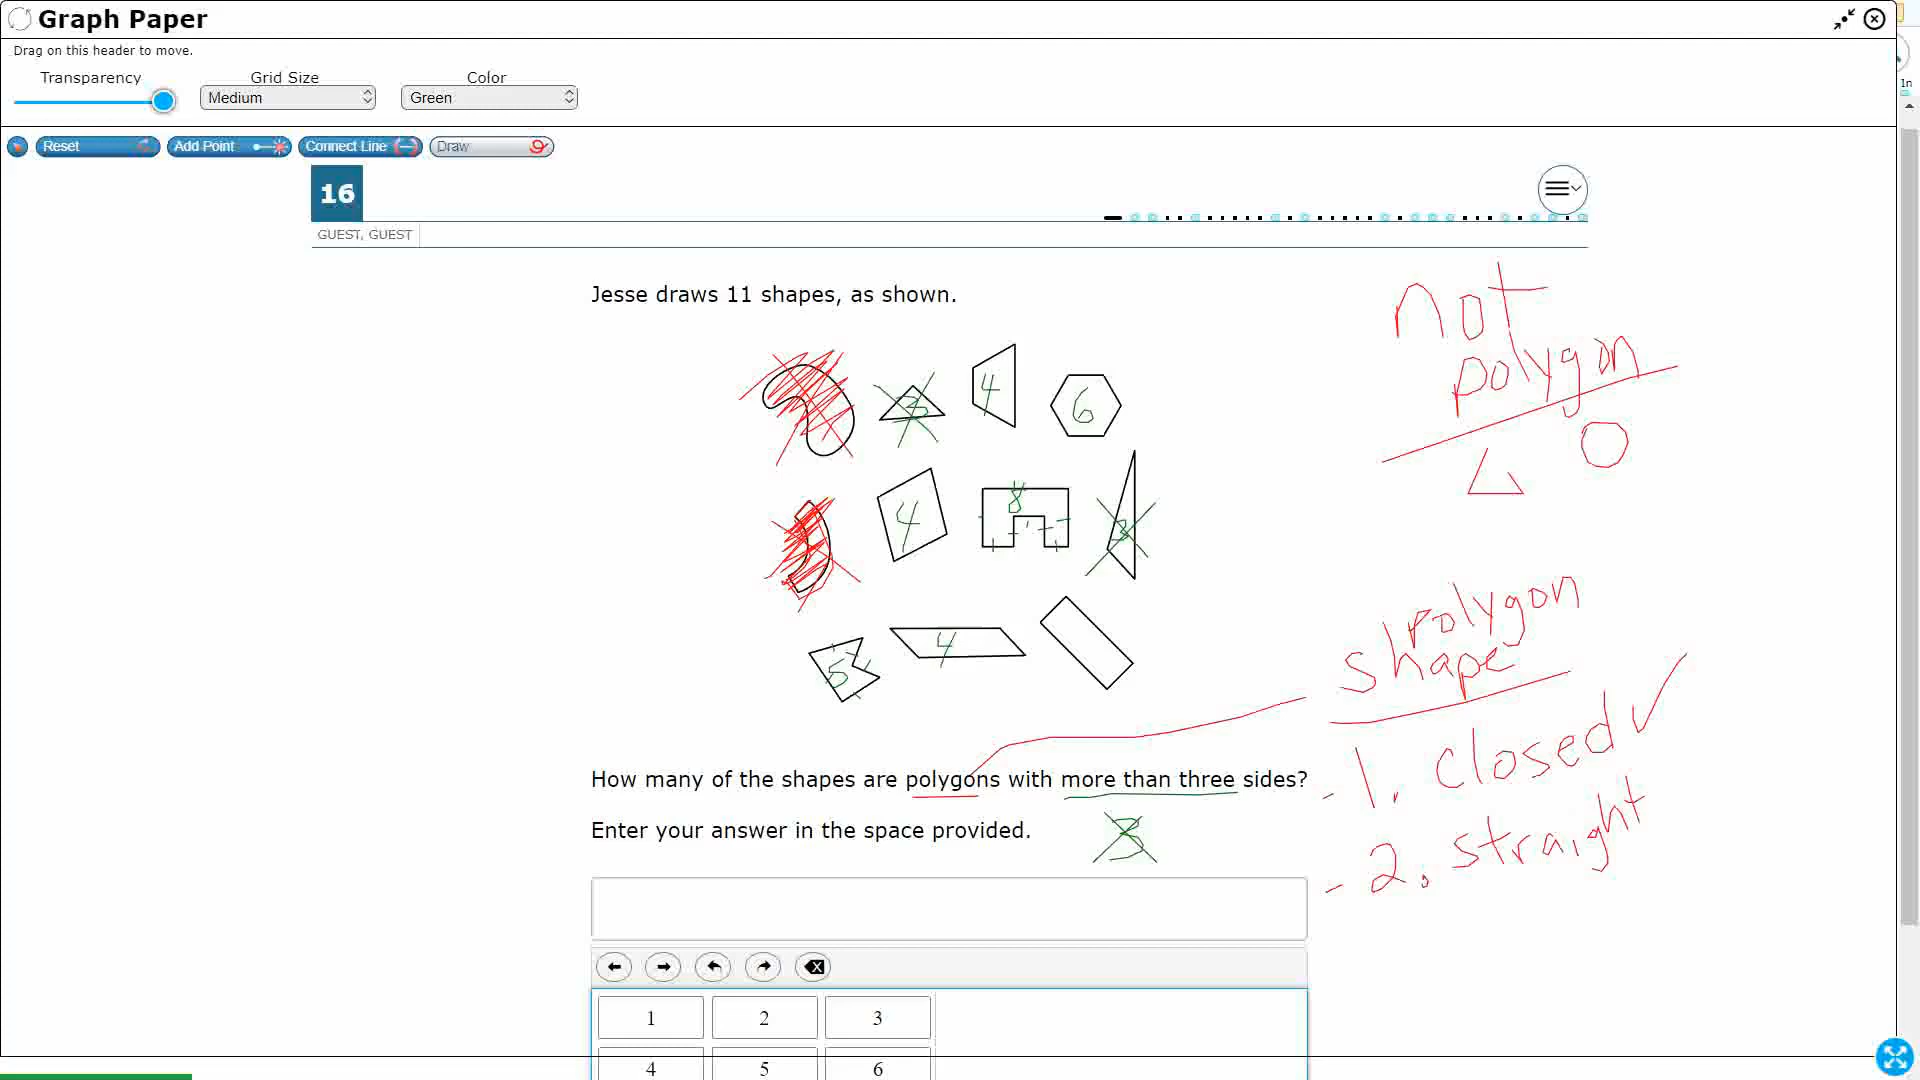 Graph Paper
Drag on this header to move.
Transparency
Grid Size
Color
Medium
Green
Reset
Add Point
Connect Line
Draw
16
GUEST, GUEST
Jesse draws 11 shapes, as shown.
3
4
6
4
8
3
5
4
How many of the shapes are polygons with more than three sides?
Enter your answer in the space provided.
3
1
2
3
4
5
6
not
polygon
polygon
shape
1. closed
2. straight